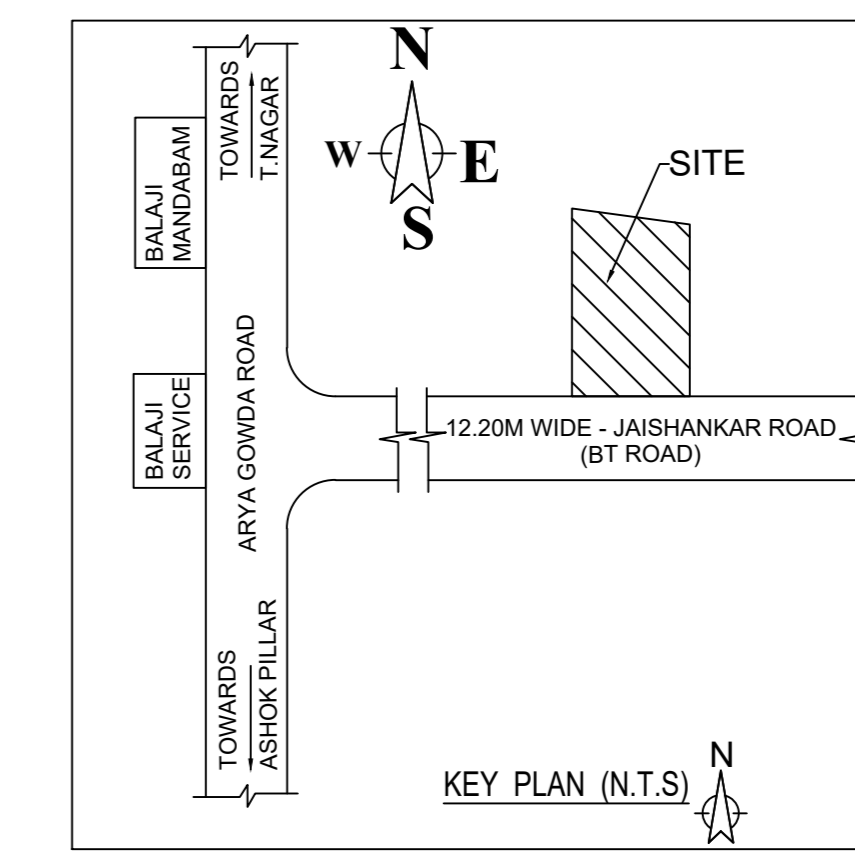 N
W
E
S
TOWARDS
T.NAGAR
BALAJI
MANDABAM
SITE
ARYA GOWDA ROAD
BALAJI
SERVICE
12.20M WIDE - JAISHANKAR ROAD
(BT ROAD)
TOWARDS
ASHOK PILLAR
N
KEY PLAN (N.T.S)